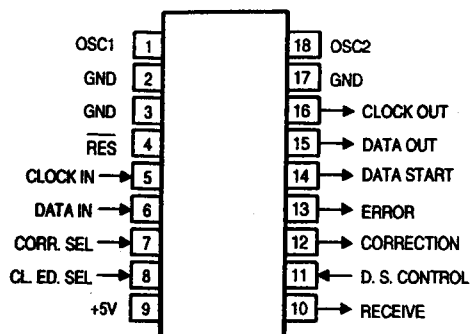 OSC1 1 18 OSC2
GND 2 17 GND
GND 3 16 CLOCK OUT
RES 4 15 DATA OUT
CLOCK IN 5 14 DATA START
DATA IN 6 13 ERROR
CORR. SEL 7 12 CORRECTION
CL. ED. SEL 8 11 D. S. CONTROL
+5V 9 10 RECEIVE